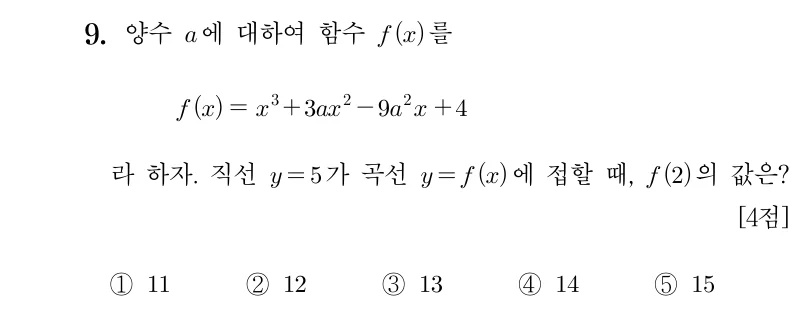 9. 양수 a에 대하여 함수 f(x)를
f(x) = x³+3ax²−9a²x+4
라 하자. 직선 y=5가 곡선 y=f(x)에 접할 때, f(2)의 값은?
[4점]
① 11 ② 12 ③ 13 ④ 14 ⑤ 15